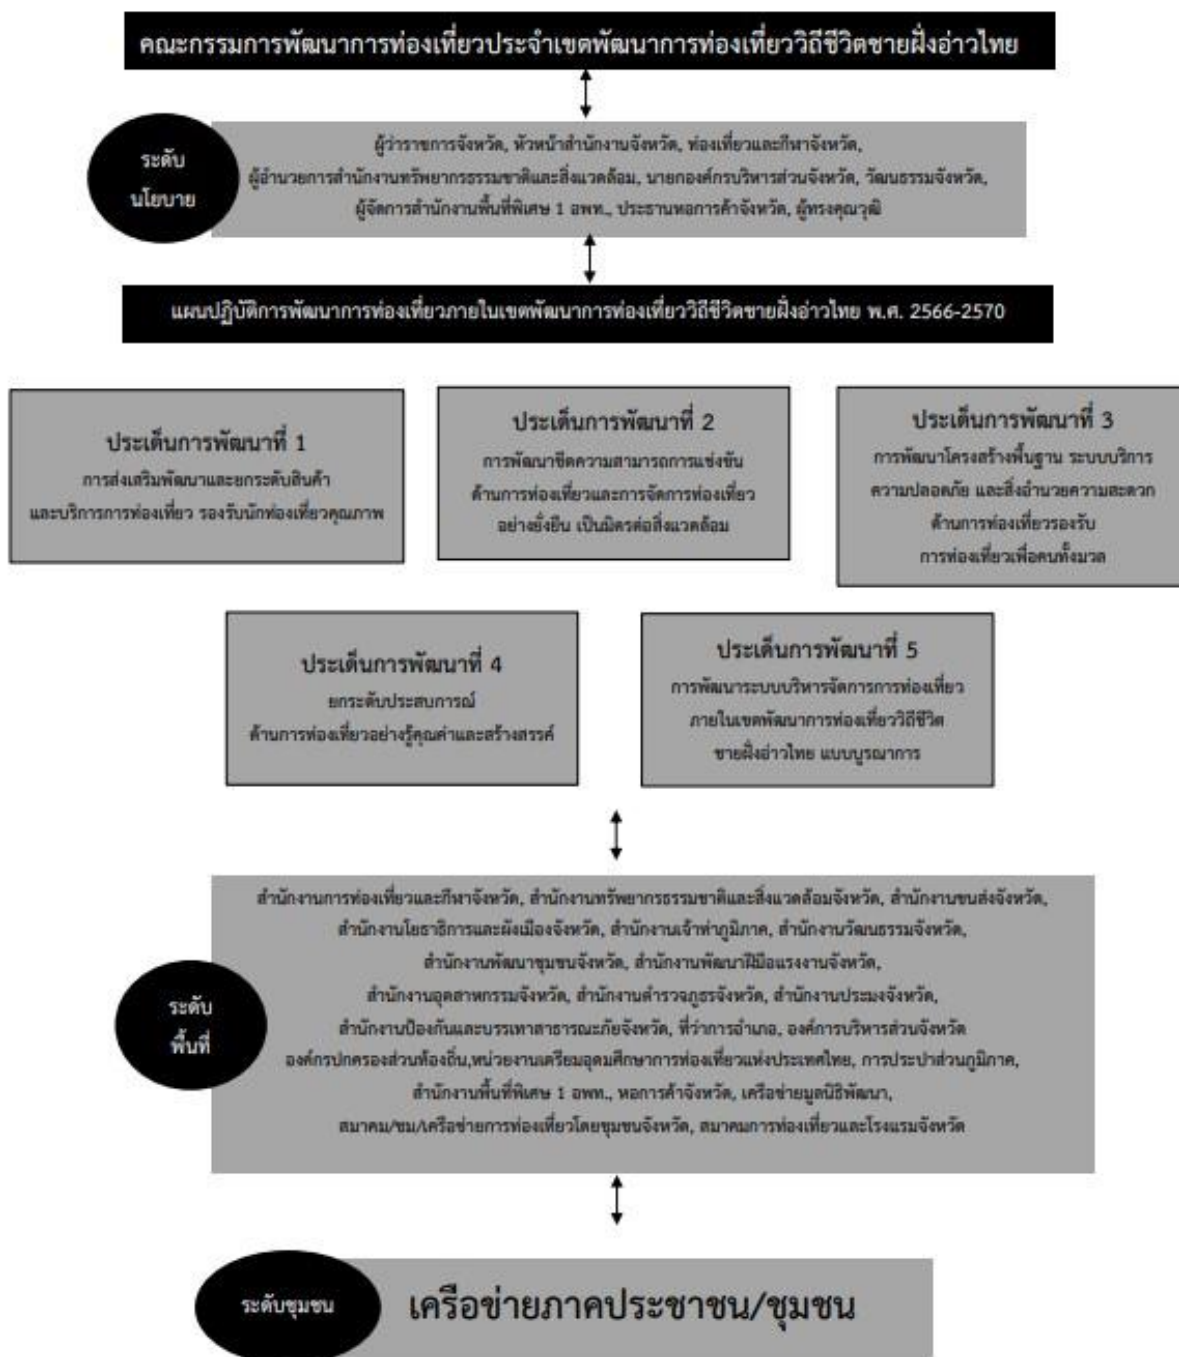 คณะกรรมการพัฒนาการท่องเที่ยวประจำเขตพัฒนาการท่องเที่ยววิถีชีวิตชายฝั่งอ่าวไทย
ระดับ
นโยบาย
ผู้ว่าราชการจังหวัด, หัวหน้าสำนักงานจังหวัด, ท่องเที่ยวและกีฬาจังหวัด,
ผู้อำนวยการสำนักงานทรัพยากรธรรมชาติและสิ่งแวดล้อม, นายกองค์กรบริหารส่วนจังหวัด, วัฒนธรรมจังหวัด,
ผู้จัดการสำนักงานพื้นที่พิเศษ 1 อพท., ประธานหอการค้าจังหวัด, ผู้ทรงคุณวุฒิ
แผนปฏิบัติการพัฒนาการท่องเที่ยวภายในเขตพัฒนาการท่องเที่ยววิถีชีวิตชายฝั่งอ่าวไทย พ.ศ. 2566-2570
ประเด็นการพัฒนาที่ 1
การส่งเสริมพัฒนาและยกระดับสินค้า
และบริการการท่องเที่ยว รองรับนักท่องเที่ยวคุณภาพ
ประเด็นการพัฒนาที่ 2
การพัฒนาขีดความสามารถการแข่งขัน
ด้านการท่องเที่ยวและการจัดการท่องเที่ยว
อย่างยั่งยืน เป็นมิตรต่อสิ่งแวดล้อม
ประเด็นการพัฒนาที่ 3
การพัฒนาโครงสร้างพื้นฐาน ระบบบริการ
ความปลอดภัย และสิ่งอำนวยความสะดวก
ด้านการท่องเที่ยวรองรับ
การท่องเที่ยวเพื่อคนทั้งมวล
ประเด็นการพัฒนาที่ 4
ยกระดับประสบการณ์
ด้านการท่องเที่ยวอย่างรู้คุณค่าและสร้างสรรค์
ประเด็นการพัฒนาที่ 5
การพัฒนาระบบบริหารจัดการการท่องเที่ยว
ภายในเขตพัฒนาการท่องเที่ยววิถีชีวิต
ชายฝั่งอ่าวไทย แบบบูรณาการ
ระดับ
พื้นที่
สำนักงานการท่องเที่ยวและกีฬาจังหวัด, สำนักงานทรัพยากรธรรมชาติและสิ่งแวดล้อมจังหวัด, สำนักงานขนส่งจังหวัด,
สำนักงานโยธาธิการและผังเมืองจังหวัด, สำนักงานเจ้าท่าภูมิภาค, สำนักงานวัฒนธรรมจังหวัด,
สำนักงานพัฒนาชุมชนจังหวัด, สำนักงานพัฒนาฝีมือแรงงานจังหวัด,
สำนักงานอุตสาหกรรมจังหวัด, สำนักงานตำรวจภูธรจังหวัด, สำนักงานประมงจังหวัด,
สำนักงานป้องกันและบรรเทาสาธารณะภัยจังหวัด, ที่ว่าการอำเภอ, องค์การบริหารส่วนจังหวัด
องค์กรปกครองส่วนท้องถิ่น,หน่วยงานเตรียมอุดมศึกษาการท่องเที่ยวแห่งประเทศไทย, การประปาส่วนภูมิภาค,
สำนักงานพื้นที่พิเศษ 1 อพท., หอการค้าจังหวัด, เครือข่ายมูลนิธิพัฒนา,
สมาคม/ชม/เครือข่ายการท่องเที่ยวโดยชุมชนจังหวัด, สมาคมการท่องเที่ยวและโรงแรมจังหวัด
ระดับชุมชน
เครือข่ายภาคประชาชน/ชุมชน